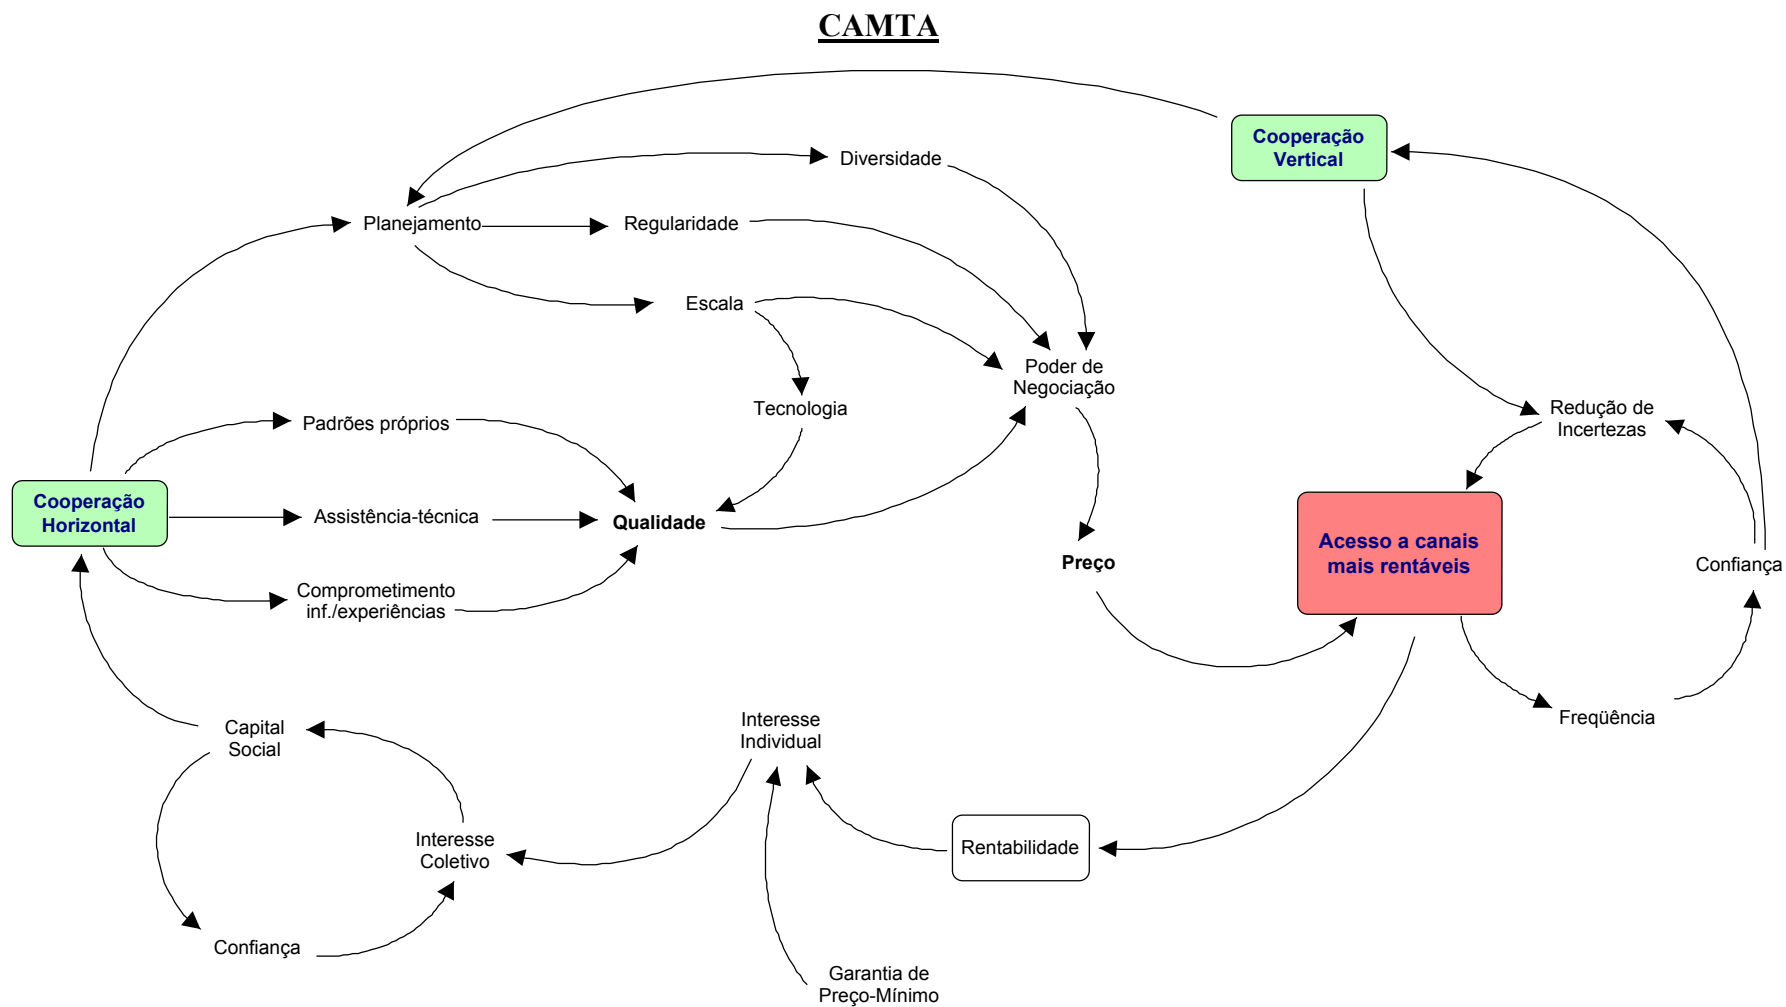 CAMTA
Cooperação
Vertical
Diversidade
Planejamento
Regularidade
Escala
Poder de
Negociação
Tecnologia
Padrões próprios
Redução de
Incertezas
Cooperação
Horizontal
Assistência-técnica
Qualidade
Acesso a canais
mais rentáveis
Preço
Confiança
Comprometimento
inf./experiências
Freqüência
Capital
Social
Interesse
Individual
Interesse
Coletivo
Rentabilidade
Confiança
Garantia de
Preço-Mínimo